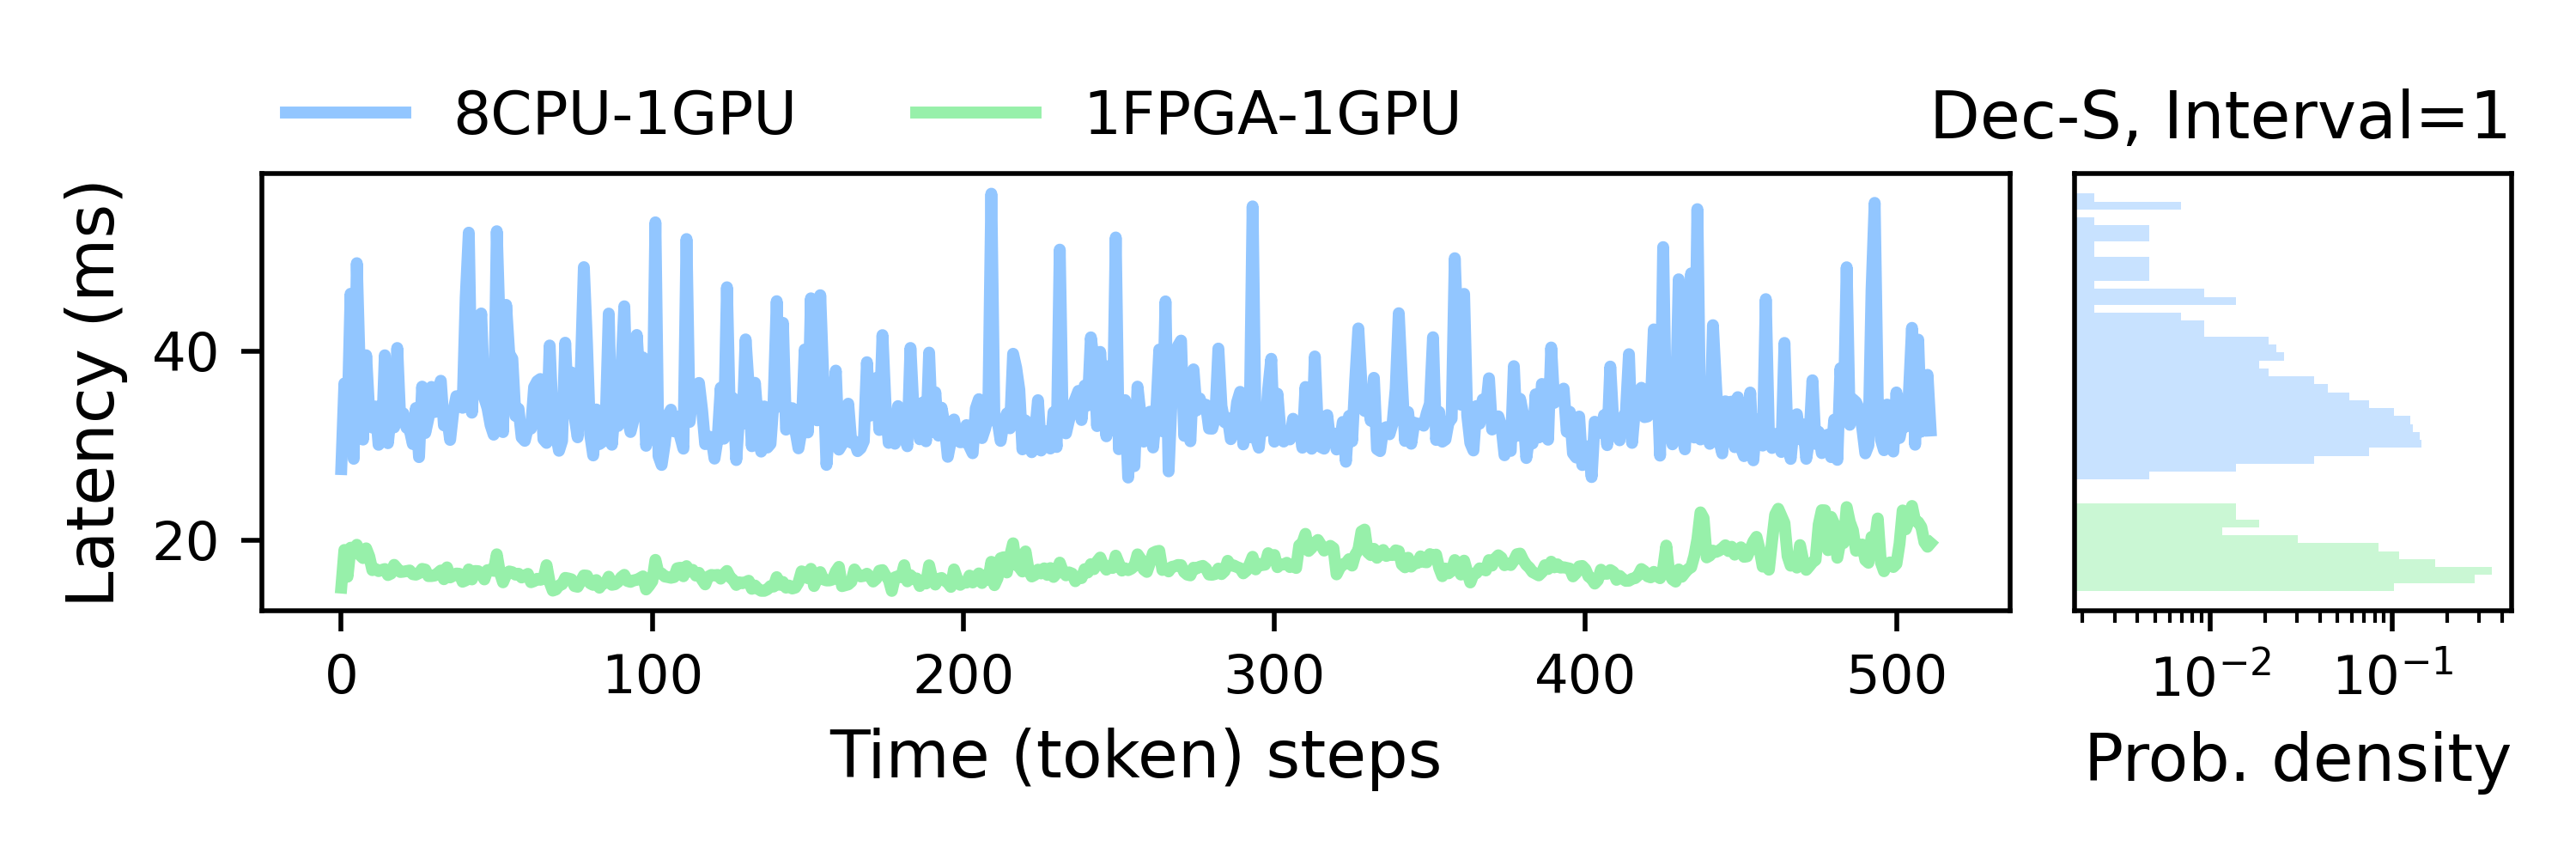 8CPU-1GPU 1FPGA-1GPU Dec-S, Interval=1
Latency (ms)
40
20
0 100 200 300 400 500 10⁻² 10⁻¹
Time (token) steps Prob. density